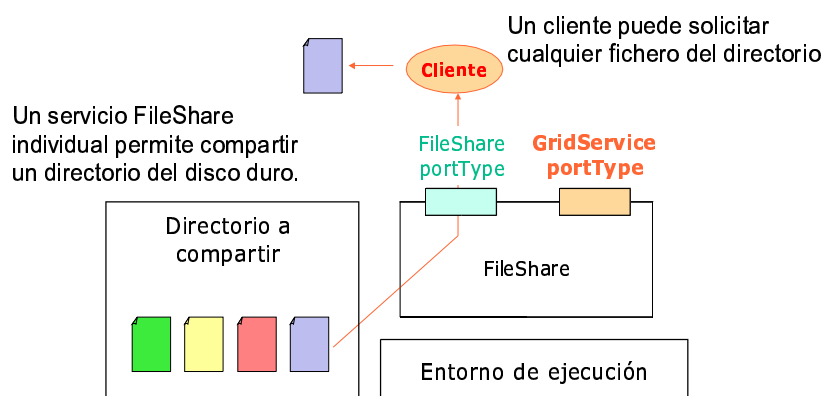 Un cliente puede solicitar
cualquier fichero del directorio
Cliente
Un servicio FileShare
individual permite compartir
un directorio del disco duro.
FileShare
portType
GridService
portType
Directorio a
compartir
FileShare
Entorno de ejecución